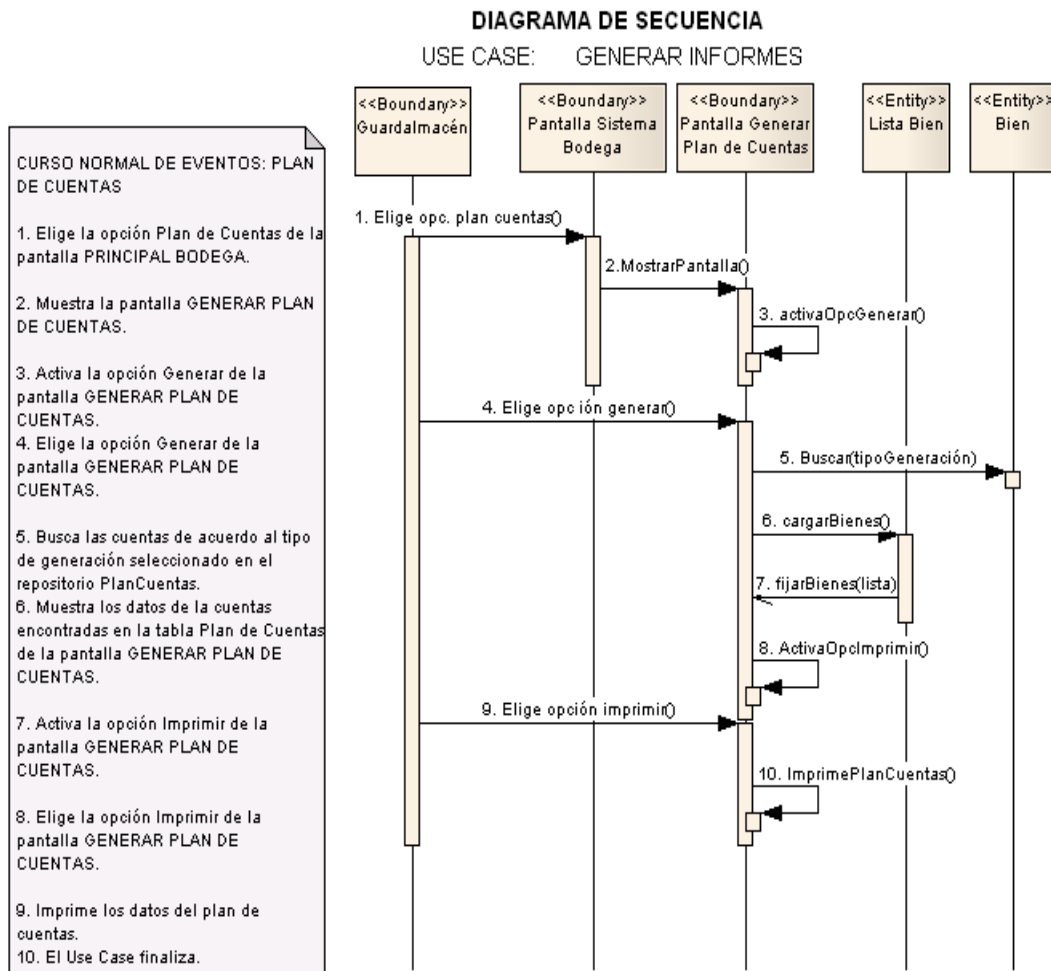 DIAGRAMA DE SECUENCIA
USE CASE: GENERAR INFORMES
<<Boundary>>
Guardalmacén
<<Boundary>>
Pantalla Sistema
Bodega
<<Boundary>>
Pantalla Generar
Plan de Cuentas
<<Entity>>
Lista Bien
<<Entity>>
Bien
CURSO NORMAL DE EVENTOS: PLAN
DE CUENTAS
1. Elige la opción Plan de Cuentas de la
pantalla PRINCIPAL BODEGA.
2. Muestra la pantalla GENERAR PLAN
DE CUENTAS.
3. Activa la opción Generar de la
pantalla GENERAR PLAN DE
CUENTAS.
4. Elige la opción Generar de la
pantalla GENERAR PLAN DE
CUENTAS.
5. Busca las cuentas de acuerdo al tipo
de generación seleccionado en el
repositorio PlanCuentas.
6. Muestra los datos de la cuentas
encontradas en la tabla Plan de Cuentas
de la pantalla GENERAR PLAN DE
CUENTAS.
7. Activa la opción Imprimir de la
pantalla GENERAR PLAN DE
CUENTAS.
8. Elige la opción Imprimir de la
pantalla GENERAR PLAN DE
CUENTAS.
9. Imprime los datos del plan de
cuentas.
10. El Use Case finaliza.
1. Elige opc. plan cuentas()
2.MostrarPantalla()
3. activaOpcGenerar()
4. Elige opc ión generar()
5. Buscar(tipoGeneración)
6. cargarBienes()
7. fijarBienes(lista)
8. ActivaOpcImprimir()
9. Elige opción imprimir()
10. ImprimePlanCuentas()